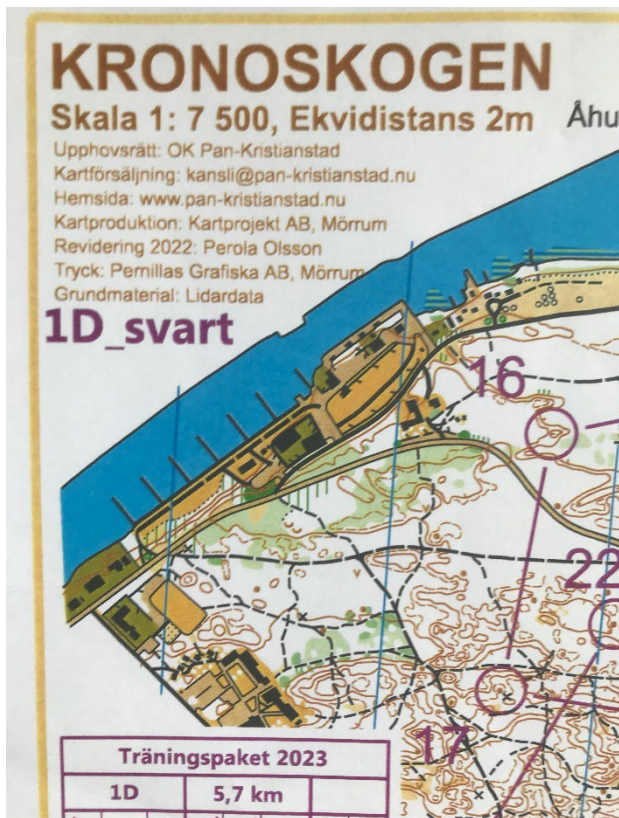 KRONOSKOGEN
Skala 1: 7 500, Ekvidistans 2m
Åhu
Upphovsrätt: OK Pan-Kristianstad
Kartförsäljning: kansli@pan-kristianstad.nu
Hemsida: www.pan-kristianstad.nu
Kartproduktion: Kartprojekt AB, Mörrum
Revidering 2022: Perola Olsson
Tryck: Pernillas Grafiska AB, Mörrum
Grundmaterial: Lidardata
1D_svart
16
22
17
Träningspaket 2023
1D 5,7 km